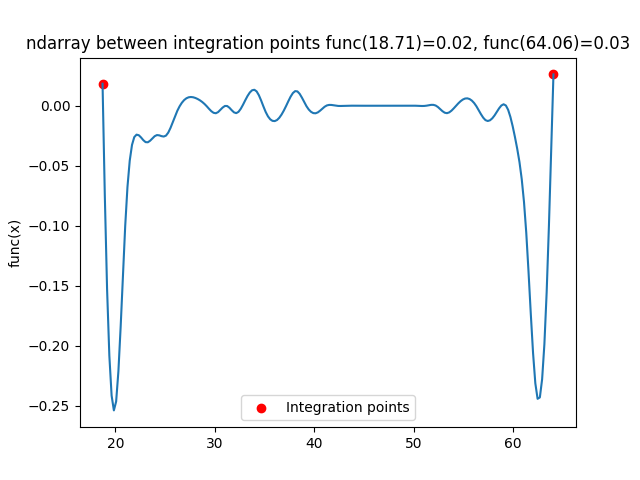 ndarray between integration points func(18.71)=0.02, func(64.06)=0.03
0.00
−0.05
−0.10
−0.15
−0.20
−0.25
func(x)
Integration points
20 30 40 50 60